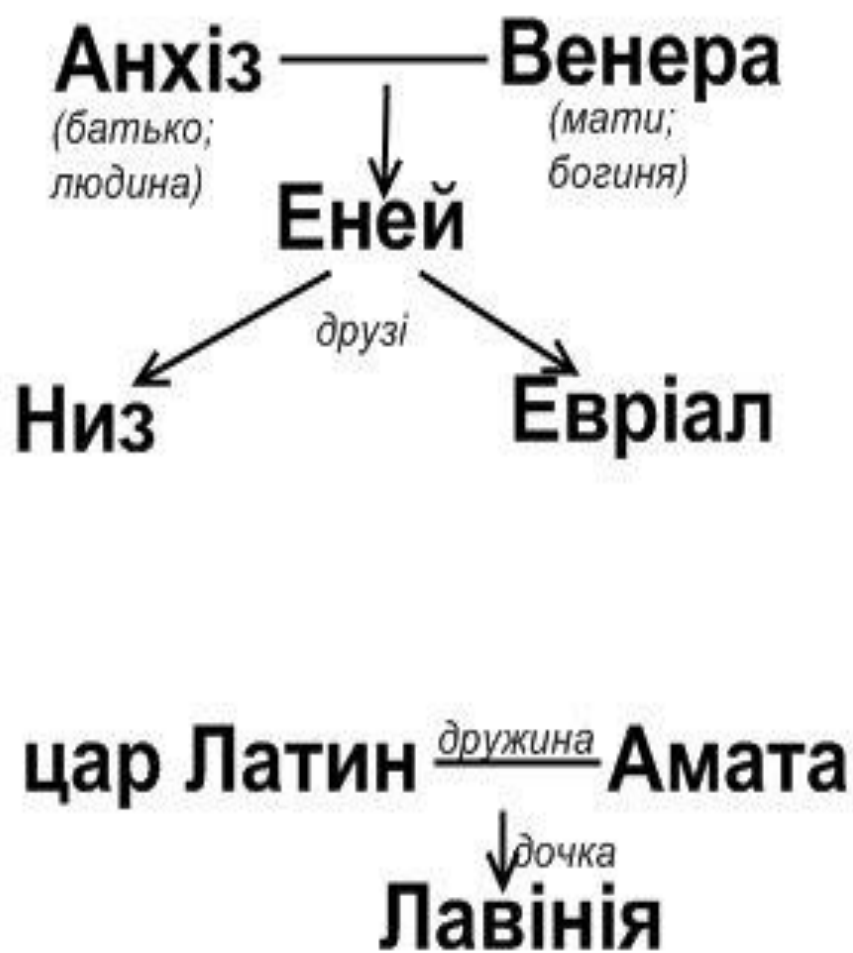 Анхіз Венера
(батько; (мати;
людина) богиня)
Еней
друзі
Низ Евріал
цар Латин дружина Амата
дочка
Лавінія